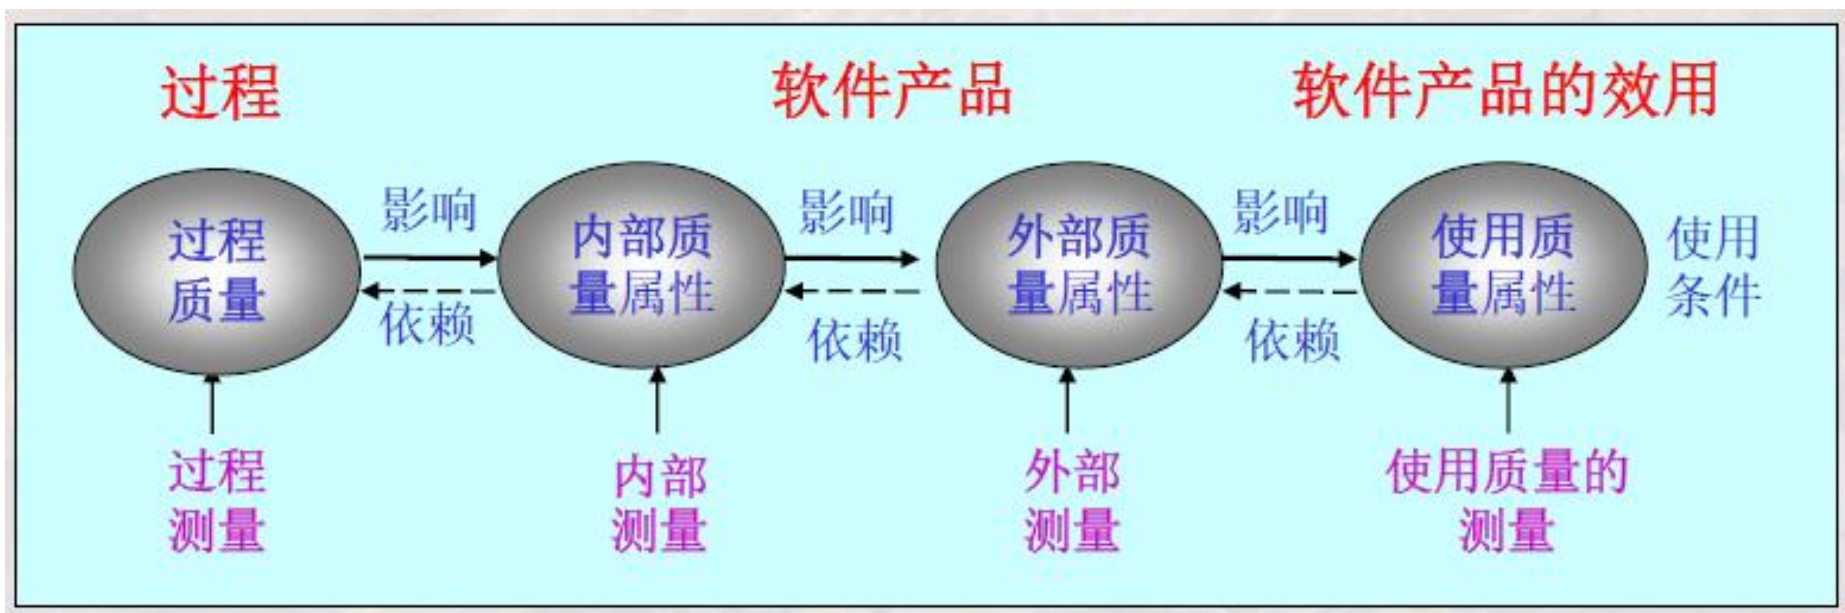 过程
软件产品
软件产品的效用
过程
质量
影响
依赖
内部质
量属性
影响
依赖
外部质
量属性
影响
依赖
使用质
量属性
使用
条件
过程
测量
内部
测量
外部
测量
使用质量的
测量